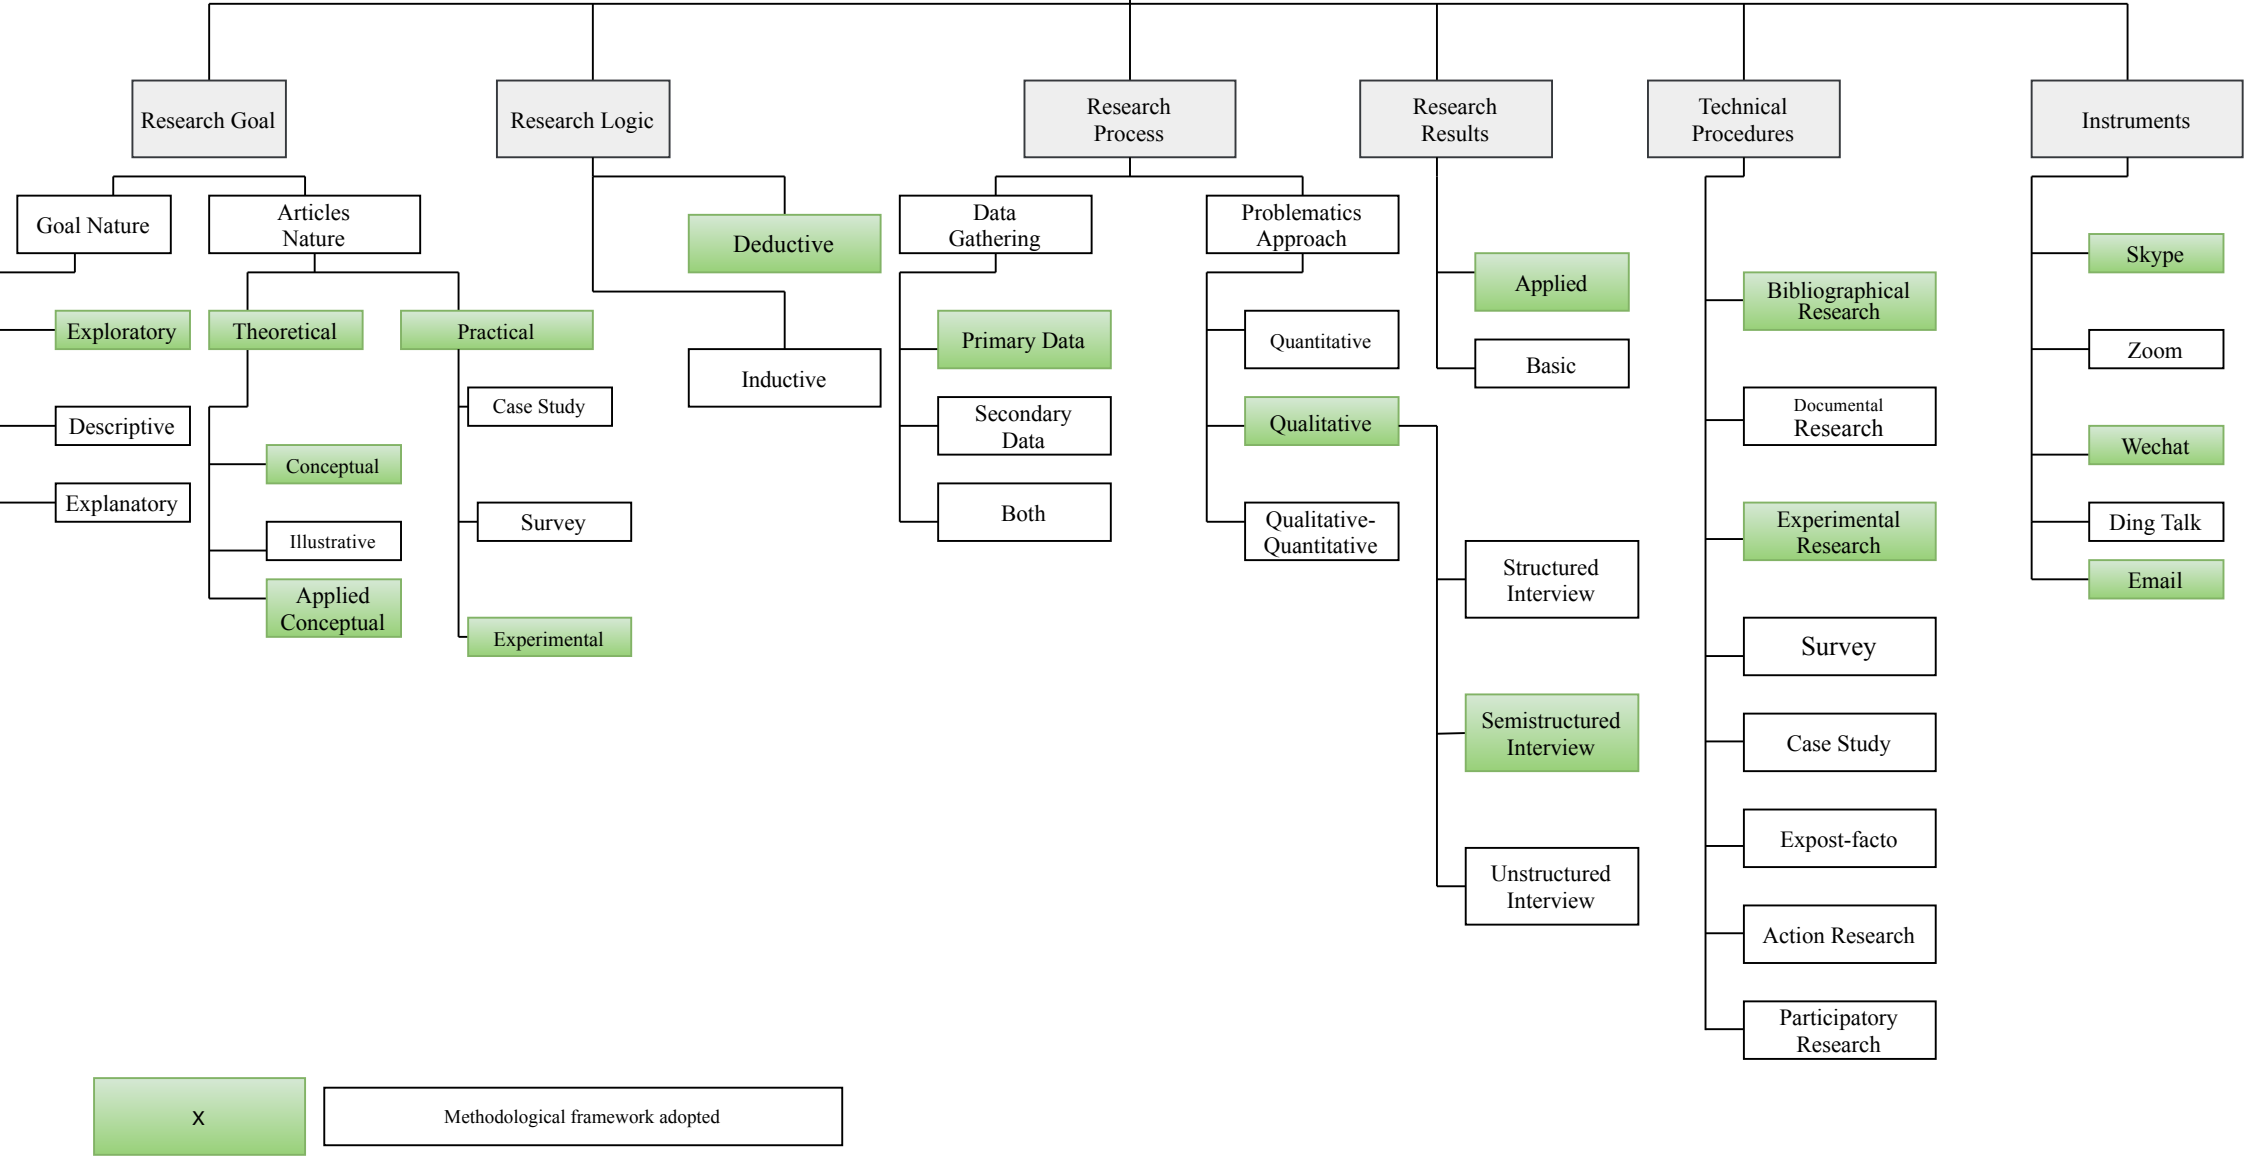 Research Goal
Research Logic
Research
Process
Research
Results
Technical
Procedures
Instruments
Goal Nature
Articles
Nature
Exploratory
Descriptive
Explanatory
Theoretical
Conceptual
Illustrative
Applied
Conceptual
Practical
Case Study
Survey
Experimental
Deductive
Inductive
Data
Gathering
Primary Data
Secondary
Data
Both
Problematics
Approach
Quantitative
Qualitative
Qualitative-
Quantitative
Structured
Interview
Semistructured
Interview
Unstructured
Interview
Applied
Basic
Bibliographical
Research
Documental
Research
Experimental
Research
Survey
Case Study
Expost-facto
Action Research
Participatory
Research
Skype
Zoom
Wechat
Ding Talk
Email
X
Methodological framework adopted